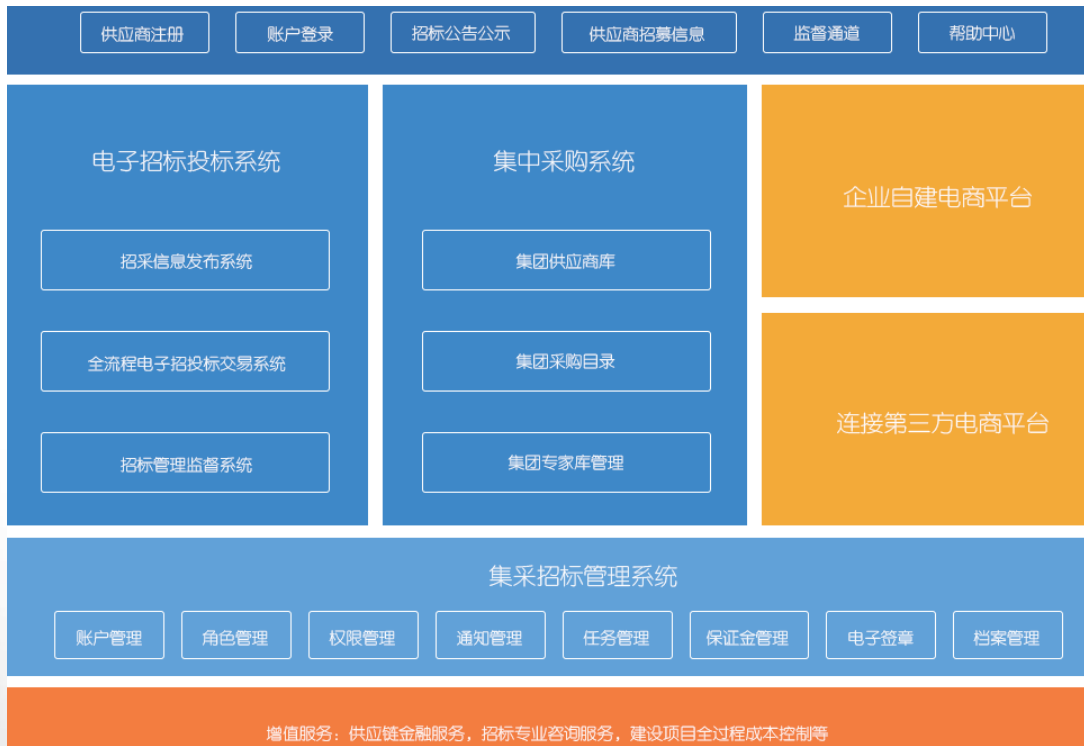 供应商注册
账户登录
招标公告公示
供应商招募信息
监督通道
帮助中心
电子招标投标系统
招采信息发布系统
全流程电子招投标交易系统
招标管理监督系统
集中采购系统
集团供应商库
集团采购目录
集团专家库管理
企业自建电商平台
连接第三方电商平台
集采招标管理系统
账户管理
角色管理
权限管理
通知管理
任务管理
保证金管理
电子签章
档案管理
增值服务：供应链金融服务，招标专业咨询服务，建设项目全过程成本控制等